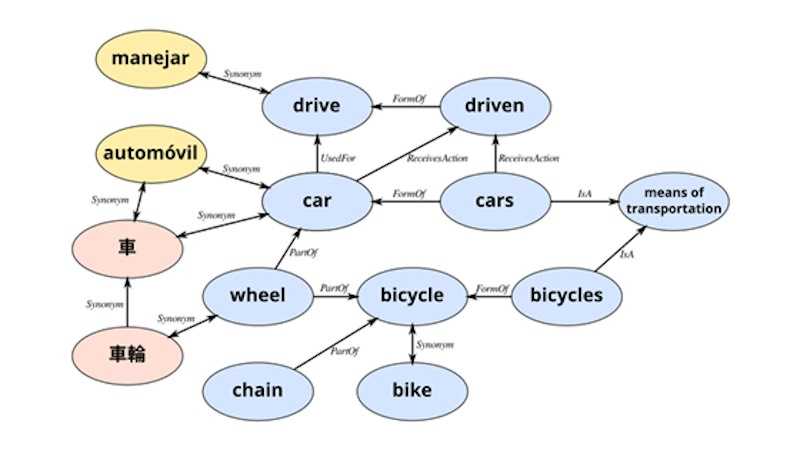 manejar
Synonym
drive
FormOf
driven
automóvil
Synonym
UsedFor
ReceivesAction
ReceivesAction
Synonym
car
FormOf
cars
IsA
means of
transportation
Synonym
車
PartOf
IsA
wheel
PartOf
bicycle
FormOf
bicycles
Synonym
Synonym
車輪
PartOf
Synonym
chain
bike